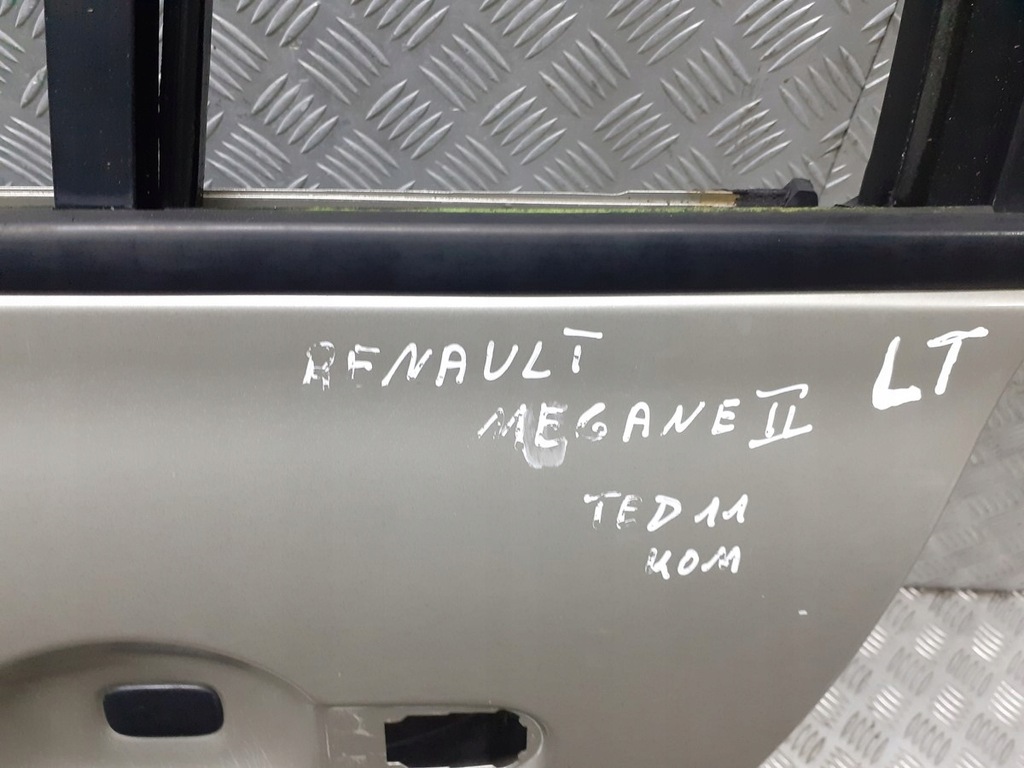 RENAULT LT
MEGANE II
TED11
KOM